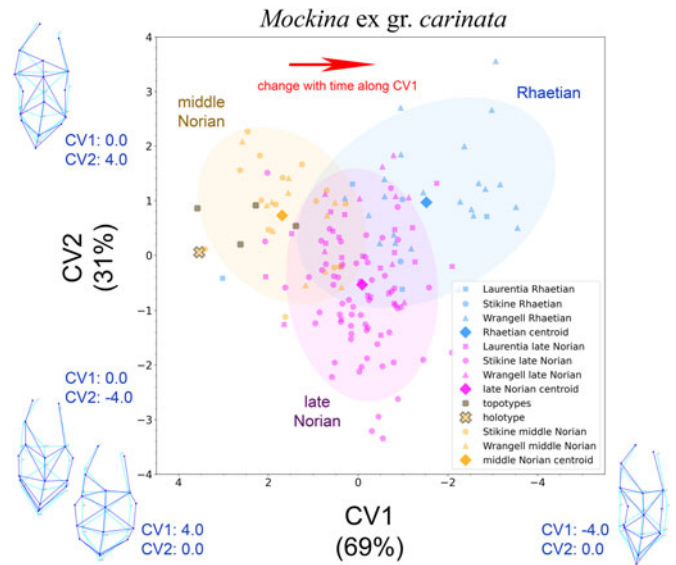 Mockina ex gr. carinata
change with time along CV1
middle
Norian
Rhaetian
late
Norian
CV1: 0.0
CV2: 4.0
CV2
(31%)
CV1: 0.0
CV2: -4.0
CV1: 4.0
CV2: 0.0
CV1: -4.0
CV2: 0.0
4
3
2
1
0
−1
−2
−3
−4
4
2
0
−2
−4
CV1
(69%)
Laurentia Rhaetian
Stikine Rhaetian
Wrangell Rhaetian
Rhaetian centroid
Laurentia late Norian
Stikine late Norian
Wrangell late Norian
late Norian centroid
topotypes
holotype
Stikine middle Norian
Wrangell middle Norian
middle Norian centroid